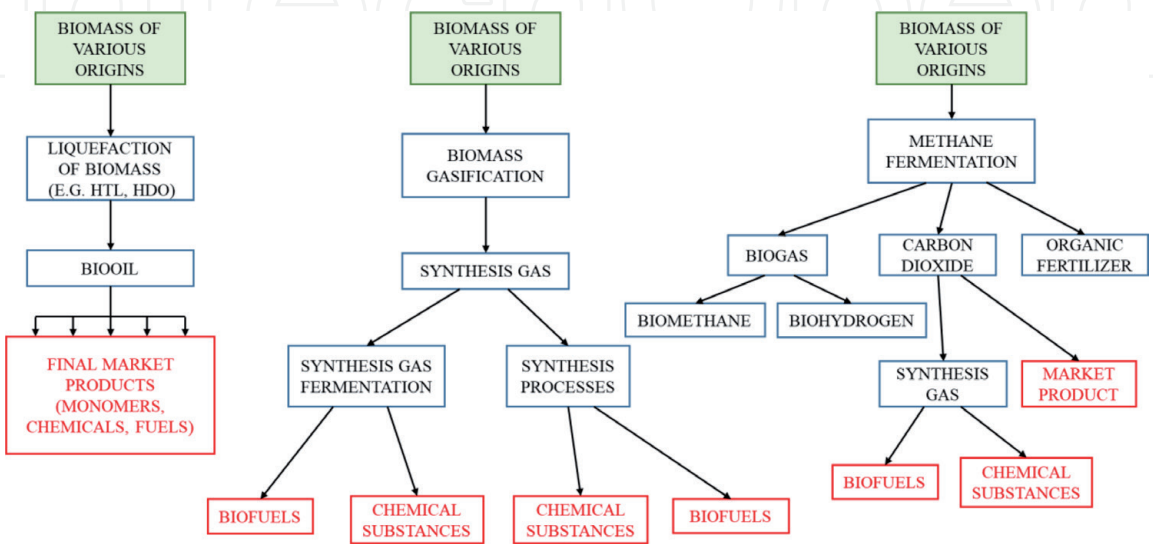 BIOMASS OF
VARIOUS
ORIGINS
LIQUEFACTION
OF BIOMASS
(E.G. HTL, HDO)
BIOOIL
FINAL MARKET
PRODUCTS
(MONOMERS,
CHEMICALS, FUELS)
BIOMASS OF
VARIOUS
ORIGINS
BIOMASS
GASIFICATION
SYNTHESIS GAS
SYNTHESIS GAS
FERMENTATION
SYNTHESIS
PROCESSES
BIOFUELS
CHEMICAL
SUBSTANCES
CHEMICAL
SUBSTANCES
BIOFUELS
BIOMASS OF
VARIOUS
ORIGINS
METHANE
FERMENTATION
BIOGAS
CARBON
DIOXIDE
ORGANIC
FERTILIZER
BIOMETHANE
BIOHYDROGEN
SYNTHESIS
GAS
MARKET
PRODUCT
BIOFUELS
CHEMICAL
SUBSTANCES